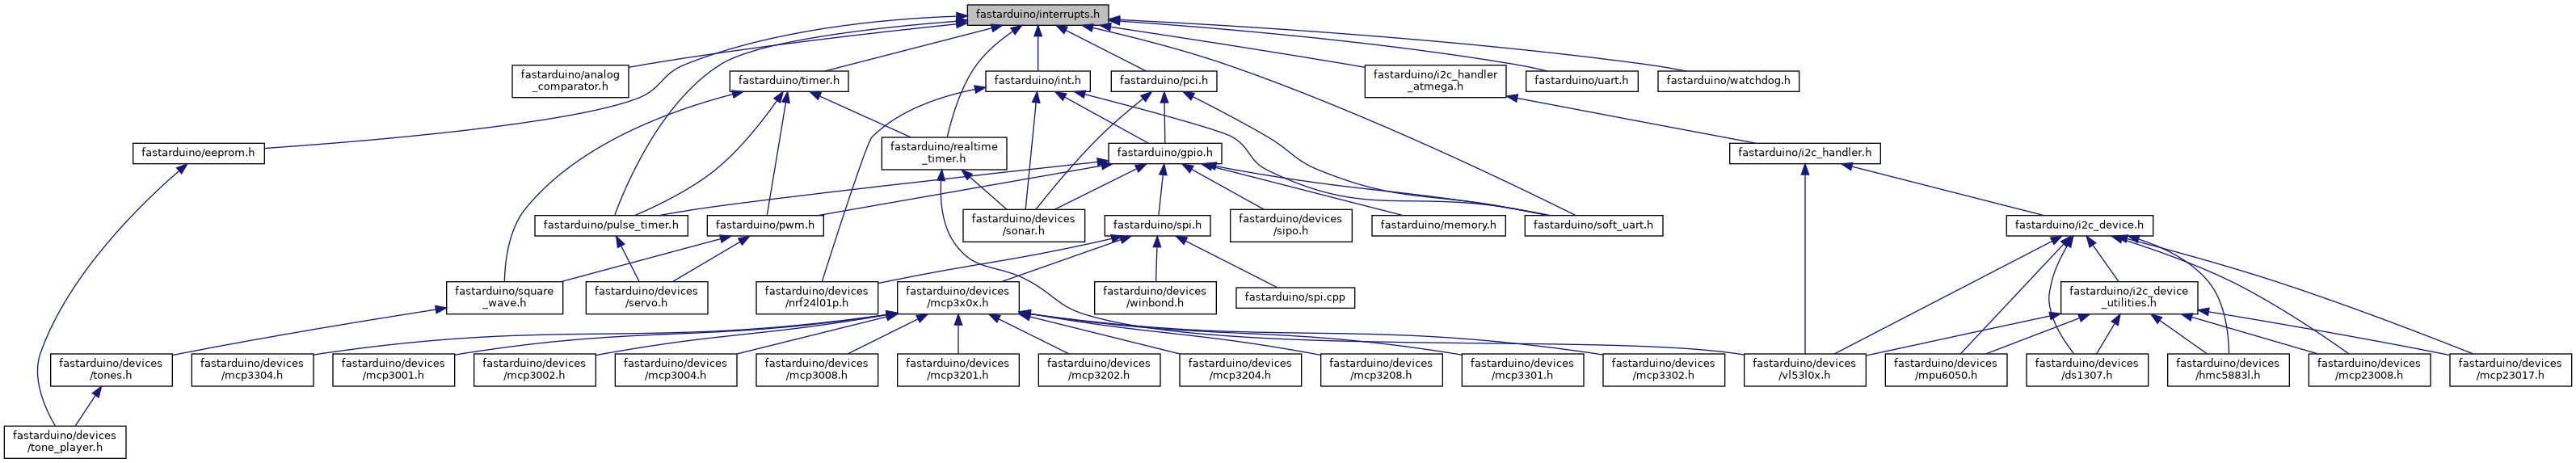 fastarduino/interrupts.h
fastarduino/analog
_comparator.h
fastarduino/timer.h
fastarduino/int.h
fastarduino/pci.h
fastarduino/i2c_handler
_atmega.h
fastarduino/uart.h
fastarduino/watchdog.h
fastarduino/eeprom.h
fastarduino/realtime
_timer.h
fastarduino/gpio.h
fastarduino/i2c_handler.h
fastarduino/pulse_timer.h
fastarduino/pwm.h
fastarduino/devices
/sonar.h
fastarduino/spi.h
fastarduino/devices
/sipo.h
fastarduino/memory.h
fastarduino/soft_uart.h
fastarduino/i2c_device.h
fastarduino/square
_wave.h
fastarduino/devices
/servo.h
fastarduino/devices
/nrf24l01p.h
fastarduino/devices
/mcp3x0x.h
fastarduino/devices
/winbond.h
fastarduino/spi.cpp
fastarduino/i2c_device
_utilities.h
fastarduino/devices
/tones.h
fastarduino/devices
/mcp3304.h
fastarduino/devices
/mcp3001.h
fastarduino/devices
/mcp3002.h
fastarduino/devices
/mcp3004.h
fastarduino/devices
/mcp3008.h
fastarduino/devices
/mcp3201.h
fastarduino/devices
/mcp3202.h
fastarduino/devices
/mcp3204.h
fastarduino/devices
/mcp3208.h
fastarduino/devices
/mcp3301.h
fastarduino/devices
/mcp3302.h
fastarduino/devices
/vl53l0x.h
fastarduino/devices
/mpu6050.h
fastarduino/devices
/ds1307.h
fastarduino/devices
/hmc5883l.h
fastarduino/devices
/mcp23008.h
fastarduino/devices
/mcp23017.h
fastarduino/devices
/tone_player.h